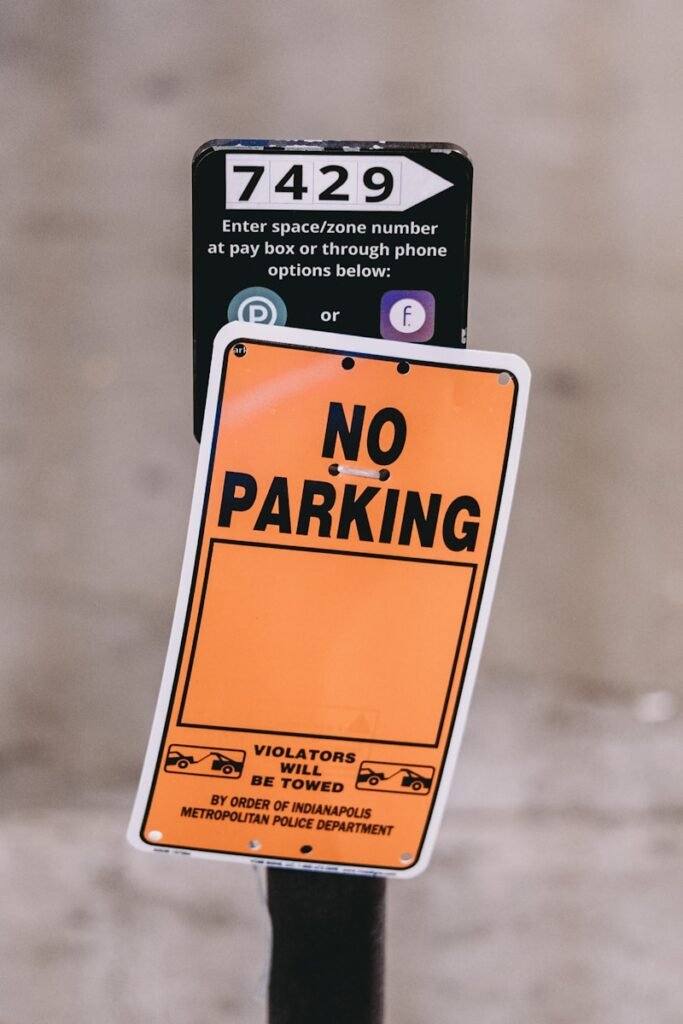 7429
Enter space/zone number
at pay box or through phone
options below:
P or f.
ark
NO
PARKING
VIOLATORS
WILL
BE TOWED
BY ORDER OF INDIANAPOLIS
METROPOLITAN POLICE DEPARTMENT